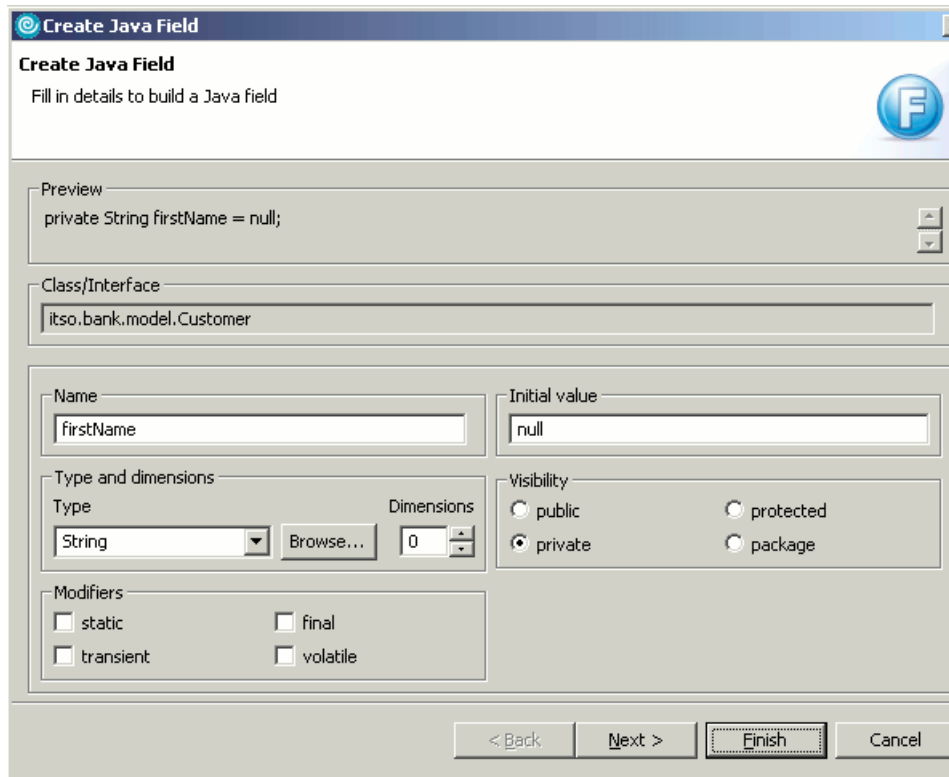 Create Java Field
Create Java Field
Fill in details to build a Java field
F
Preview
private String firstName = null;
Class/Interface
itso.bank.model.Customer
Name
Initial value
firstName
null
Type and dimensions
Visibility
Type
Dimensions
public
protected
String
Browse...
0
private
package
Modifiers
static
final
transient
volatile
< Back
Next >
Finish
Cancel